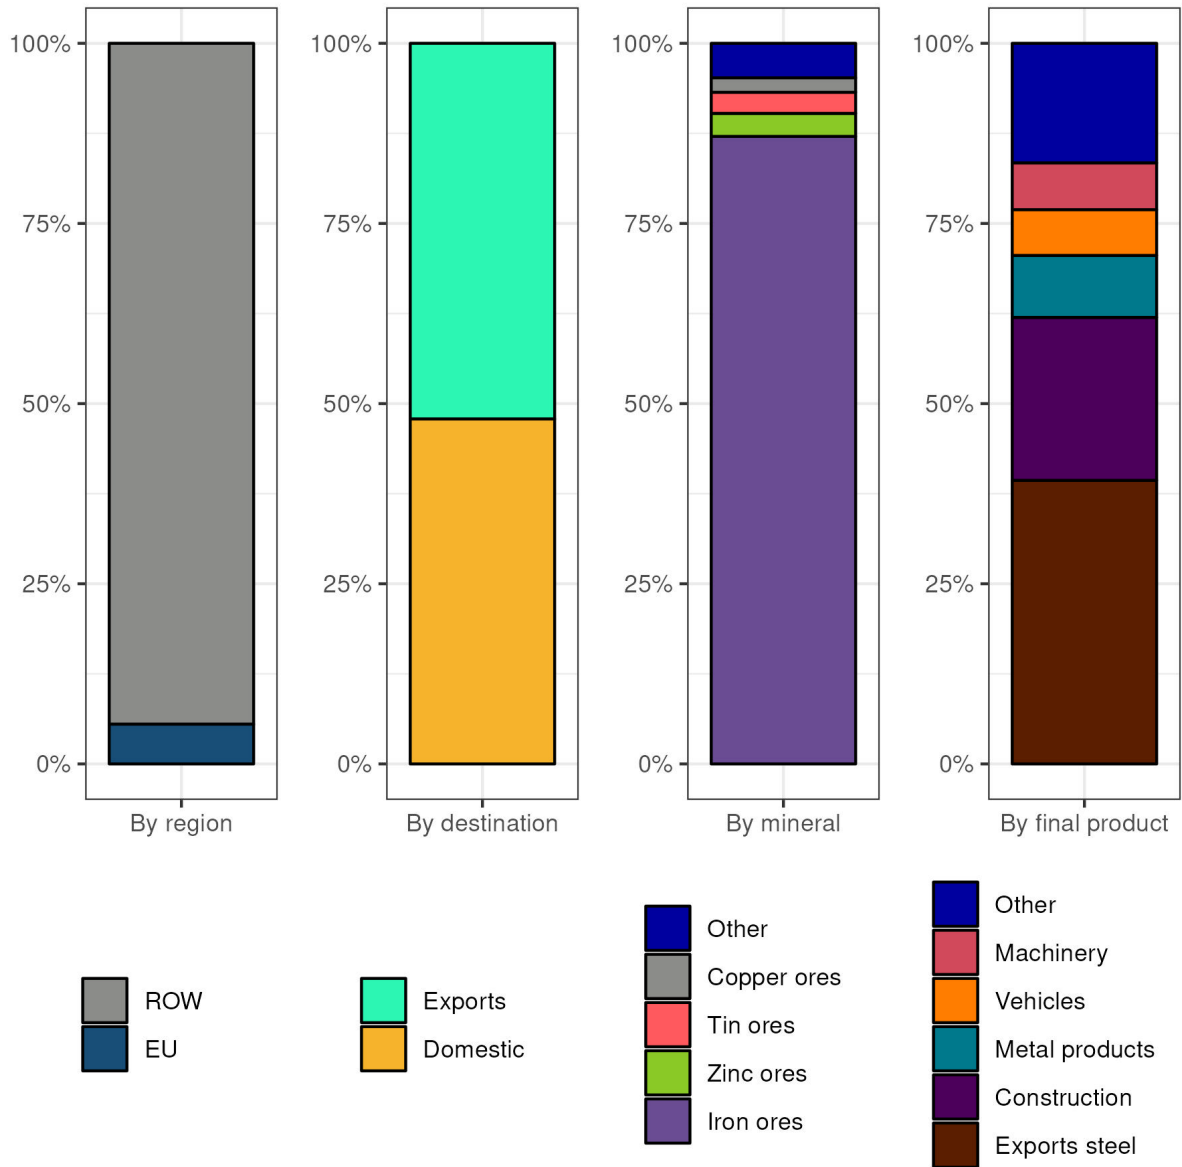 100%
75%
50%
25%
0%
By region
100%
75%
50%
25%
0%
By destination
100%
75%
50%
25%
0%
By mineral
100%
75%
50%
25%
0%
By final product
ROW
EU
Exports
Domestic
Other
Copper ores
Tin ores
Zinc ores
Iron ores
Other
Machinery
Vehicles
Metal products
Construction
Exports steel